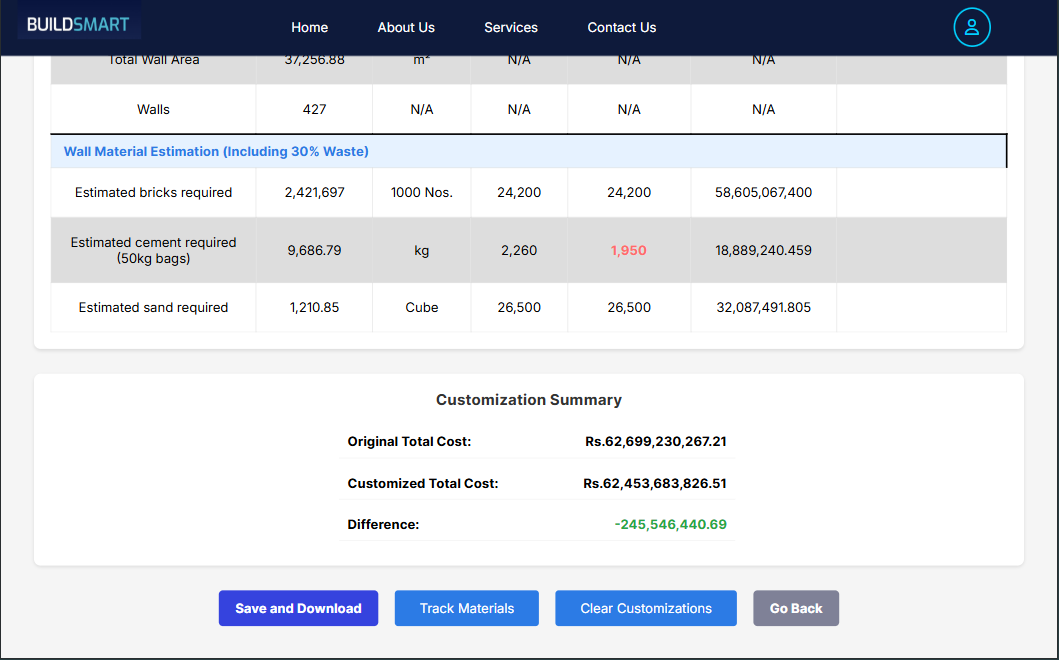 BUILDSMART Home About Us Services Contact Us
Total Wall Area 37,256.88 m² N/A N/A N/A
Walls 427 N/A N/A N/A N/A
Wall Material Estimation (Including 30% Waste)
Estimated bricks required 2,421,697 1000 Nos. 24,200 24,200 58,605,067,400
Estimated cement required
(50kg bags) 9,686.79 kg 2,260 1,950 18,889,240.459
Estimated sand required 1,210.85 Cube 26,500 26,500 32,087,491.805
Customization Summary
Original Total Cost: Rs.62,699,230,267.21
Customized Total Cost: Rs.62,453,683,826.51
Difference: -245,546,440.69
Save and Download Track Materials Clear Customizations Go Back